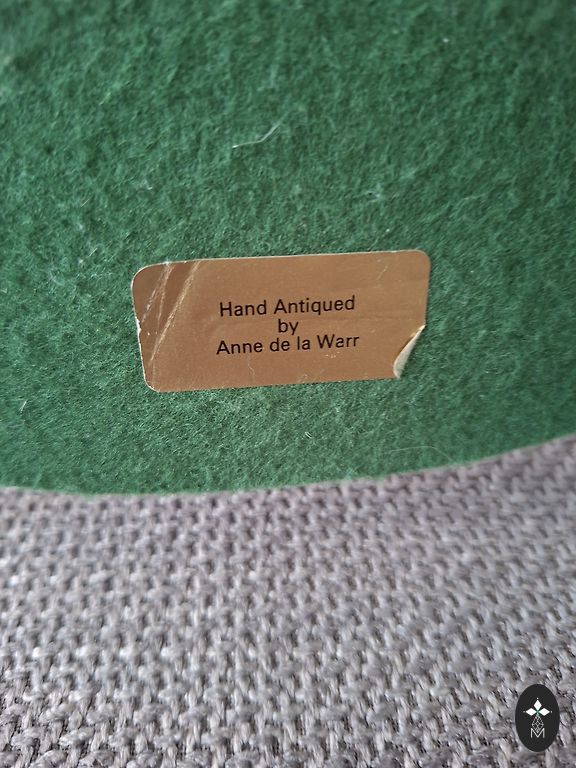 Hand Antiqued
by
Anne de la Warr